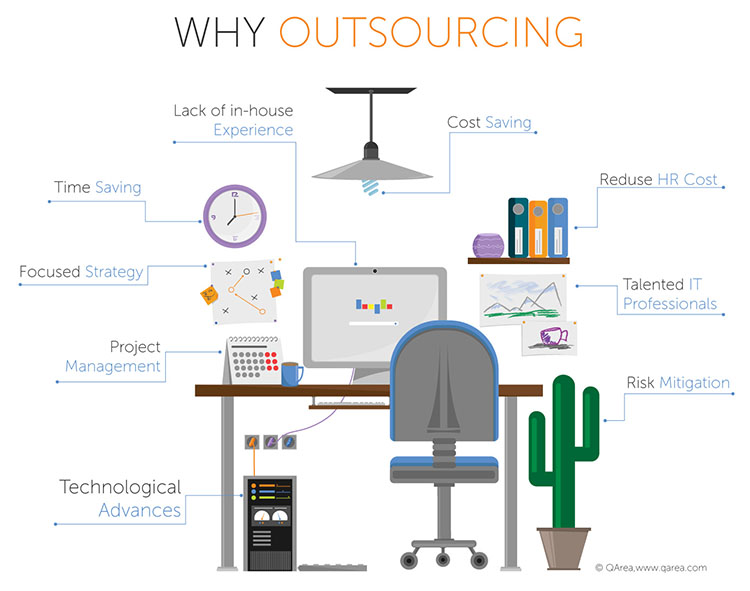 WHY OUTSOURCING
Lack of in-house
Experience
Cost Saving
Time Saving
Reduse HR Cost
Focused Strategy
Talented IT
Professionals
Project
Management
Risk Mitigation
Technological
Advances
© QArea,www.qarea.com